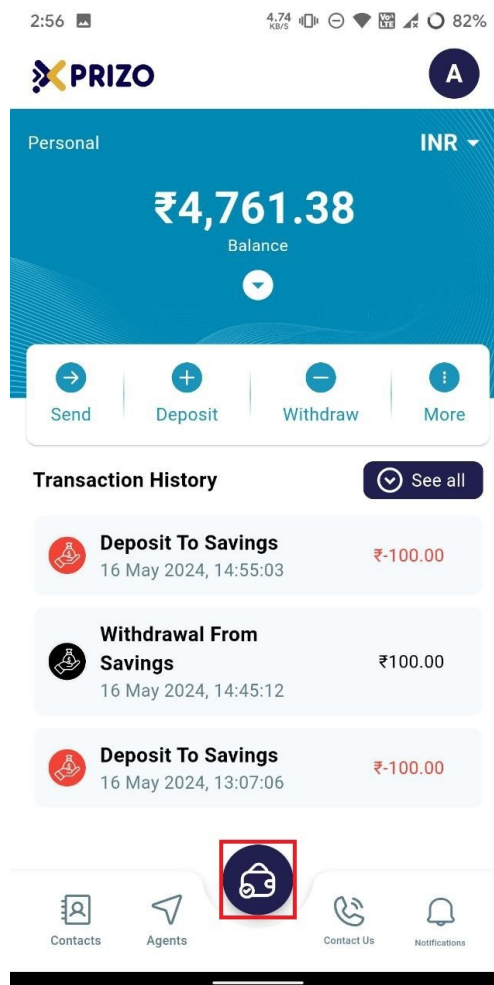 2:56 4.74 KB/S Vo LTE 82%
PRIZO A
Personal INR
₹4,761.38
Balance
Send Deposit Withdraw More
Transaction History See all
Deposit To Savings
16 May 2024, 14:55:03
₹-100.00
Withdrawal From
Savings
16 May 2024, 14:45:12
₹100.00
Deposit To Savings
16 May 2024, 13:07:06
₹-100.00
Contacts Agents Contact Us Notifications